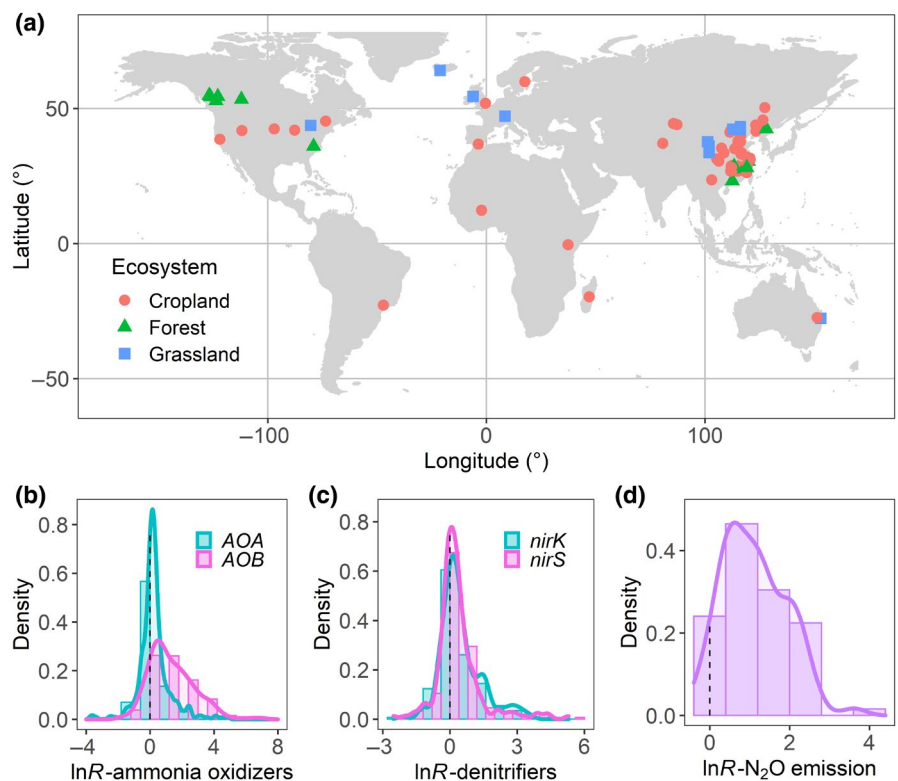 (a)
Latitude (°)
50
0
−50
Ecosystem
Cropland
Forest
Grassland
−100
0
100
Longitude (°)
(b)
Density
0.8
0.6
0.4
0.2
0.0
AOA
AOB
−4
0
4
8
lnR-ammonia oxidizers
(c)
Density
0.8
0.6
0.4
0.2
0.0
nirK
nirS
−3
0
3
6
lnR-denitrifiers
(d)
Density
0.4
0.2
0.0
0
2
4
lnR-N₂O emission